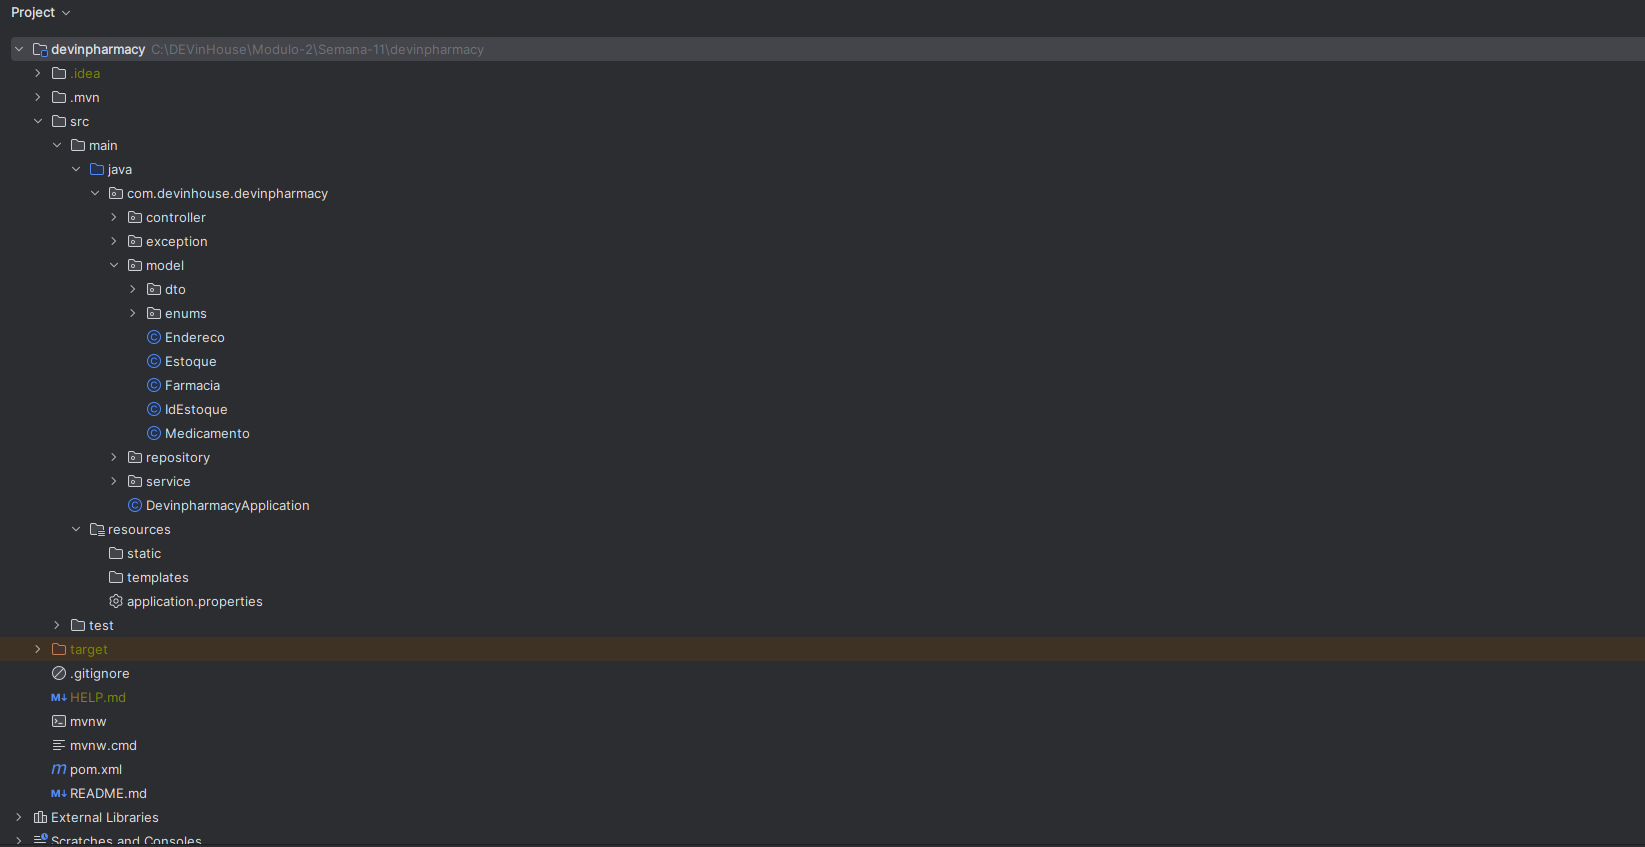 Project
devinpharmacy C:\DEVinHouse\Modulo-2\Semana-11\devinpharmacy
.idea
.mvn
src
main
java
com.devinhouse.devinpharmacy
controller
exception
model
dto
enums
Endereco
Estoque
Farmacia
IdEstoque
Medicamento
repository
service
DevinpharmacyApplication
resources
static
templates
application.properties
test
target
.gitignore
HELP.md
mvnw
mvnw.cmd
pom.xml
README.md
External Libraries
Scratches and Consoles